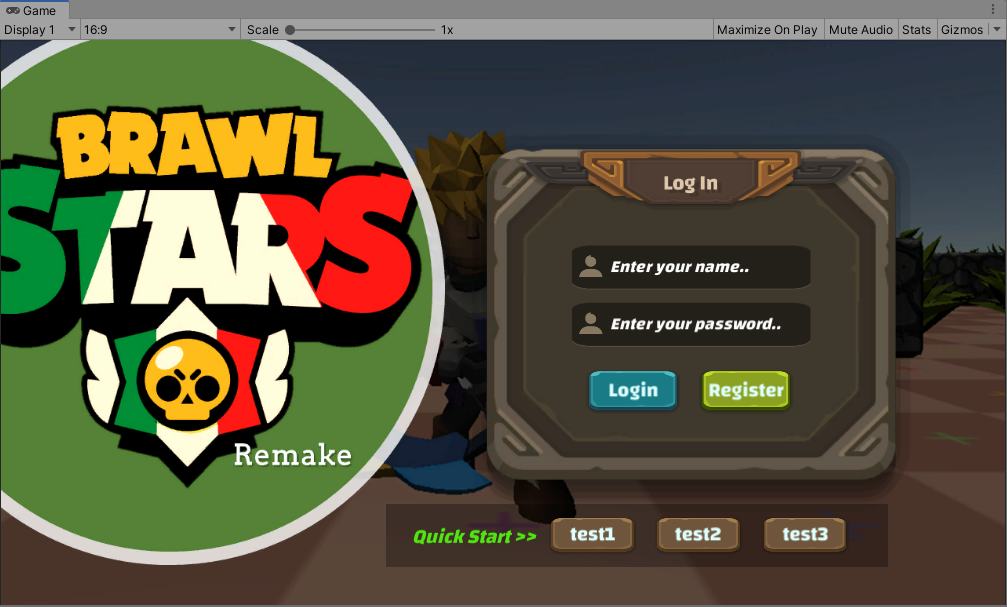 Game
Display 1
16:9
Scale
1x
Maximize On Play
Mute Audio
Stats
Gizmos
BRAWL
STARS
Remake
Log In
Enter your name..
Enter your password..
Login
Register
Quick Start >>
test1
test2
test3